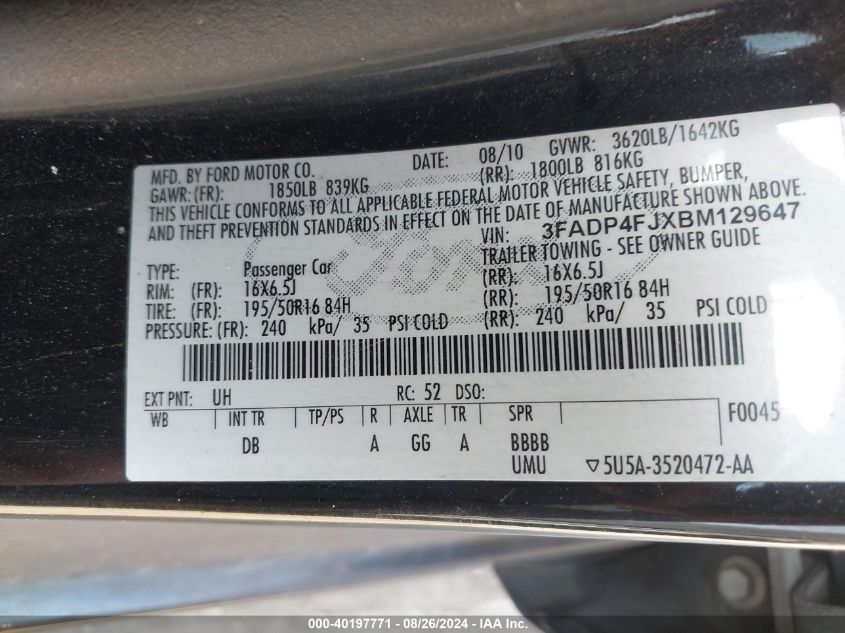 MFD. BY FORD MOTOR CO. DATE: 08/10 GVWR: 3620LB/1642KG
GAWR: (FR): 1850LB 839KG (RR): 1800LB 816KG
THIS VEHICLE CONFORMS TO ALL APPLICABLE FEDERAL MOTOR VEHICLE SAFETY, BUMPER,
AND THEFT PREVENTION STANDARDS IN EFFECT ON THE DATE OF MANUFACTURE SHOWN ABOVE.
VIN: 3FADP4FJXBM129647
TRAILER TOWING - SEE OWNER GUIDE
TYPE: Passenger Car
RIM: (FR): 16X6.5J (RR): 16X6.5J
TIRE: (FR): 195/50R16 84H (RR): 195/50R16 84H
PRESSURE: (FR): 240 kPa/ 35 PSI COLD (RR): 240 kPa/ 35 PSI COLD
Ford
EXT PNT: UH RC: 52 DSO:
WB INT TR TP/PS R AXLE TR SPR F0045
DB A GG A BBBB
UMU ▽5U5A-3520472-AA
000-40197771 - 08/26/2024 - IAA Inc.